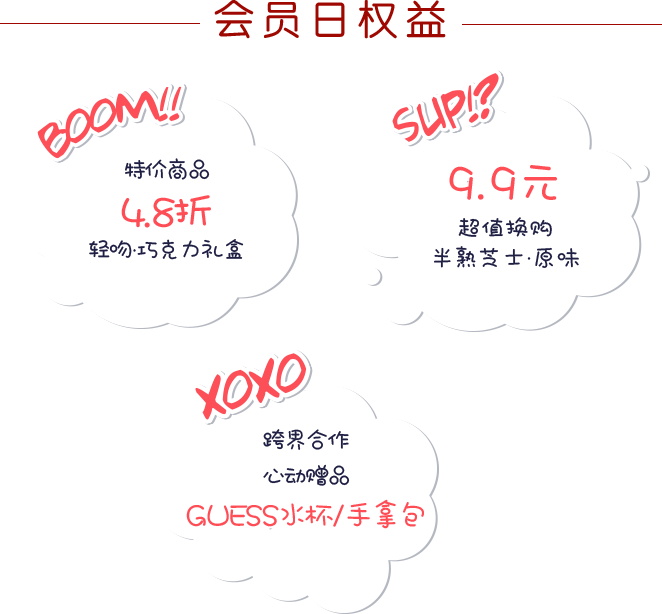 会员日权益
BOOM!!
特价商品
4.8折
轻吻·巧克力礼盒
SUP!?
9.9元
超值换购
半熟芝士·原味
XOXO
跨界合作
心动赠品
GUESS水杯/手拿包